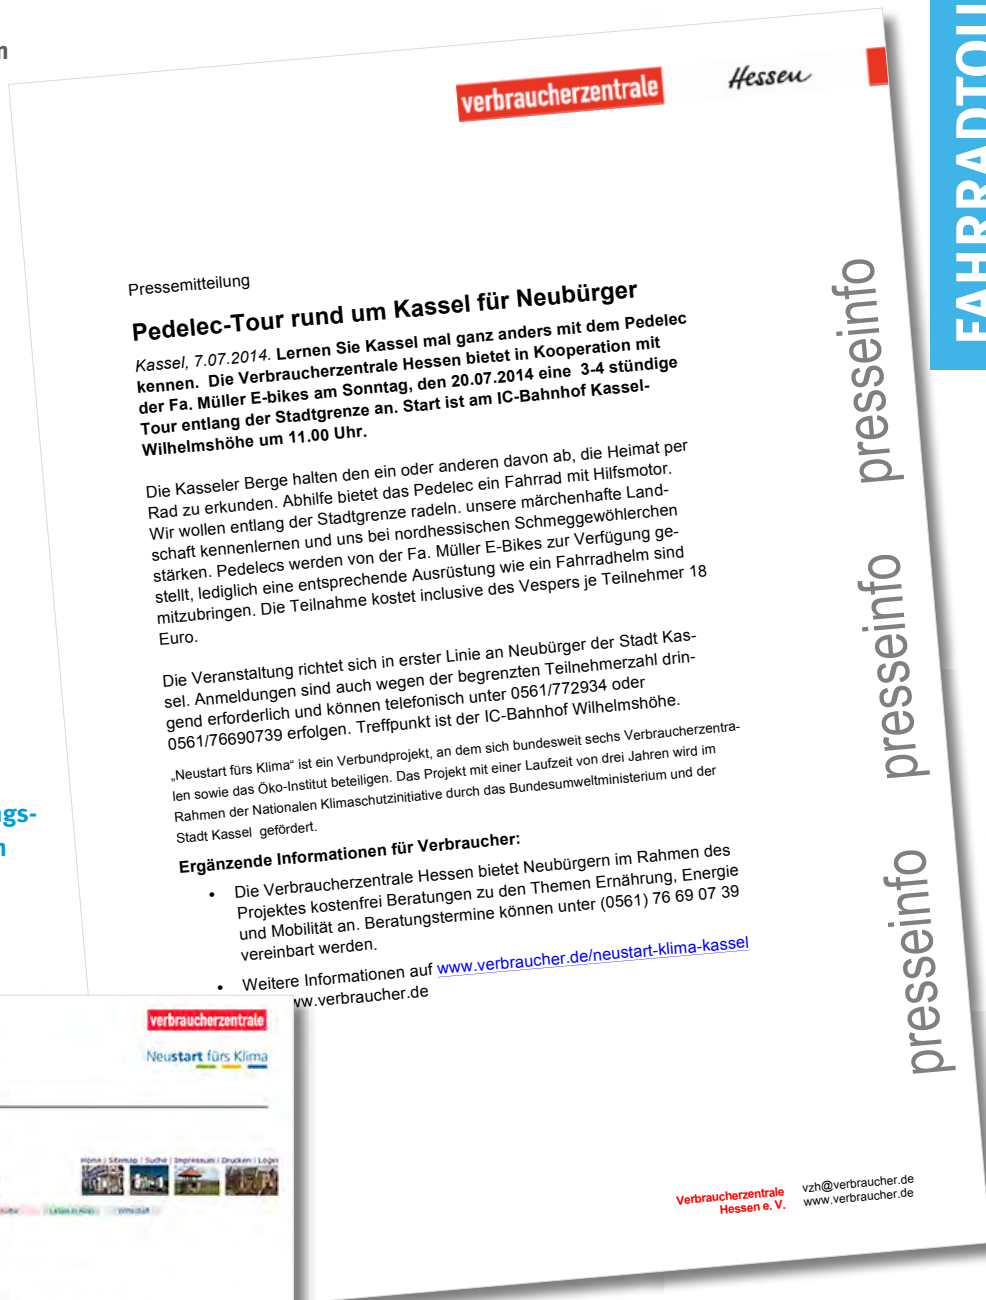 n
verbraucherzentrale
Hessen
Pressemitteilung
Pedelec-Tour rund um Kassel für Neubürger
Kassel, 7.07.2014. Lernen Sie Kassel mal ganz anders mit dem Pedelec
kennen. Die Verbraucherzentrale Hessen bietet in Kooperation mit
der Fa. Müller E-bikes am Sonntag, den 20.07.2014 eine 3-4 stündige
Tour entlang der Stadtgrenze an. Start ist am IC-Bahnhof Kassel-
Wilhelmshöhe um 11.00 Uhr.
Die Kasseler Berge halten den ein oder anderen davon ab, die Heimat per
Rad zu erkunden. Abhilfe bietet das Pedelec ein Fahrrad mit Hilfsmotor.
Wir wollen entlang der Stadtgrenze radeln. unsere märchenhafte Land-
schaft kennenlernen und uns bei nordhessischen Schmeggewöhlerchen
stärken. Pedelecs werden von der Fa. Müller E-Bikes zur Verfügung ge-
stellt, lediglich eine entsprechende Ausrüstung wie ein Fahrradhelm sind
mitzubringen. Die Teilnahme kostet inclusive des Vespers je Teilnehmer 18
Euro.
Die Veranstaltung richtet sich in erster Linie an Neubürger der Stadt Kas-
sel. Anmeldungen sind auch wegen der begrenzten Teilnehmerzahl drin-
gend erforderlich und können telefonisch unter 0561/772934 oder
0561/76690739 erfolgen. Treffpunkt ist der IC-Bahnhof Wilhelmshöhe.
„Neustart fürs Klima“ ist ein Verbundprojekt, an dem sich bundesweit sechs Verbraucherzentra-
len sowie das Öko-Institut beteiligen. Das Projekt mit einer Laufzeit von drei Jahren wird im
Rahmen der Nationalen Klimaschutzinitiative durch das Bundesumweltministerium und der
Stadt Kassel gefördert.
Ergänzende Informationen für Verbraucher:
• Die Verbraucherzentrale Hessen bietet Neubürgern im Rahmen des
Projektes kostenfrei Beratungen zu den Themen Ernährung, Energie
und Mobilität an. Beratungstermine können unter (0561) 76 69 07 39
vereinbart werden.
• Weitere Informationen auf www.verbraucher.de/neustart-klima-kassel
ww.verbraucher.de
presseinfo
presseinfo
presseinfo
Verbraucherzentrale
Hessen e. V.
vzh@verbraucher.de
www.verbraucher.de
FAHRRADTOU
ngs-
n
verbraucherzentrale
Neustart fürs Klima
Home | Sitemap | Suche | Impressum | Drucken | Login